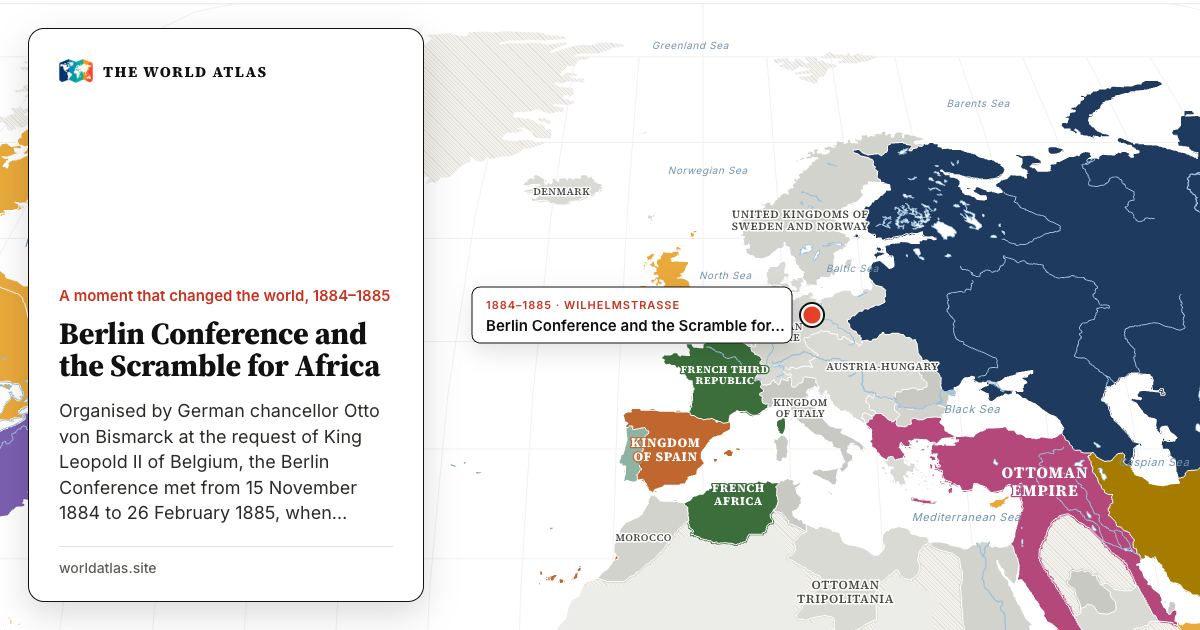 THE WORLD ATLAS
A moment that changed the world, 1884–1885
Berlin Conference and
the Scramble for Africa
Organised by German chancellor Otto
von Bismarck at the request of King
Leopold II of Belgium, the Berlin
Conference met from 15 November
1884 to 26 February 1885, when...
worldatlas.site
Greenland Sea
Barents Sea
Norwegian Sea
DENMARK
UNITED KINGDOMS OF
SWEDEN AND NORWAY
North Sea
Baltic Sea
1884–1885 · WILHELMSTRASSE
Berlin Conference and the Scramble for...
FRENCH THIRD
REPUBLIC
AUSTRIA-HUNGARY
KINGDOM
OF ITALY
Black Sea
KINGDOM
OF SPAIN
OTTOMAN
EMPIRE
FRENCH
AFRICA
Mediterranean Sea
MOROCCO
OTTOMAN
TRIPOLITANIA